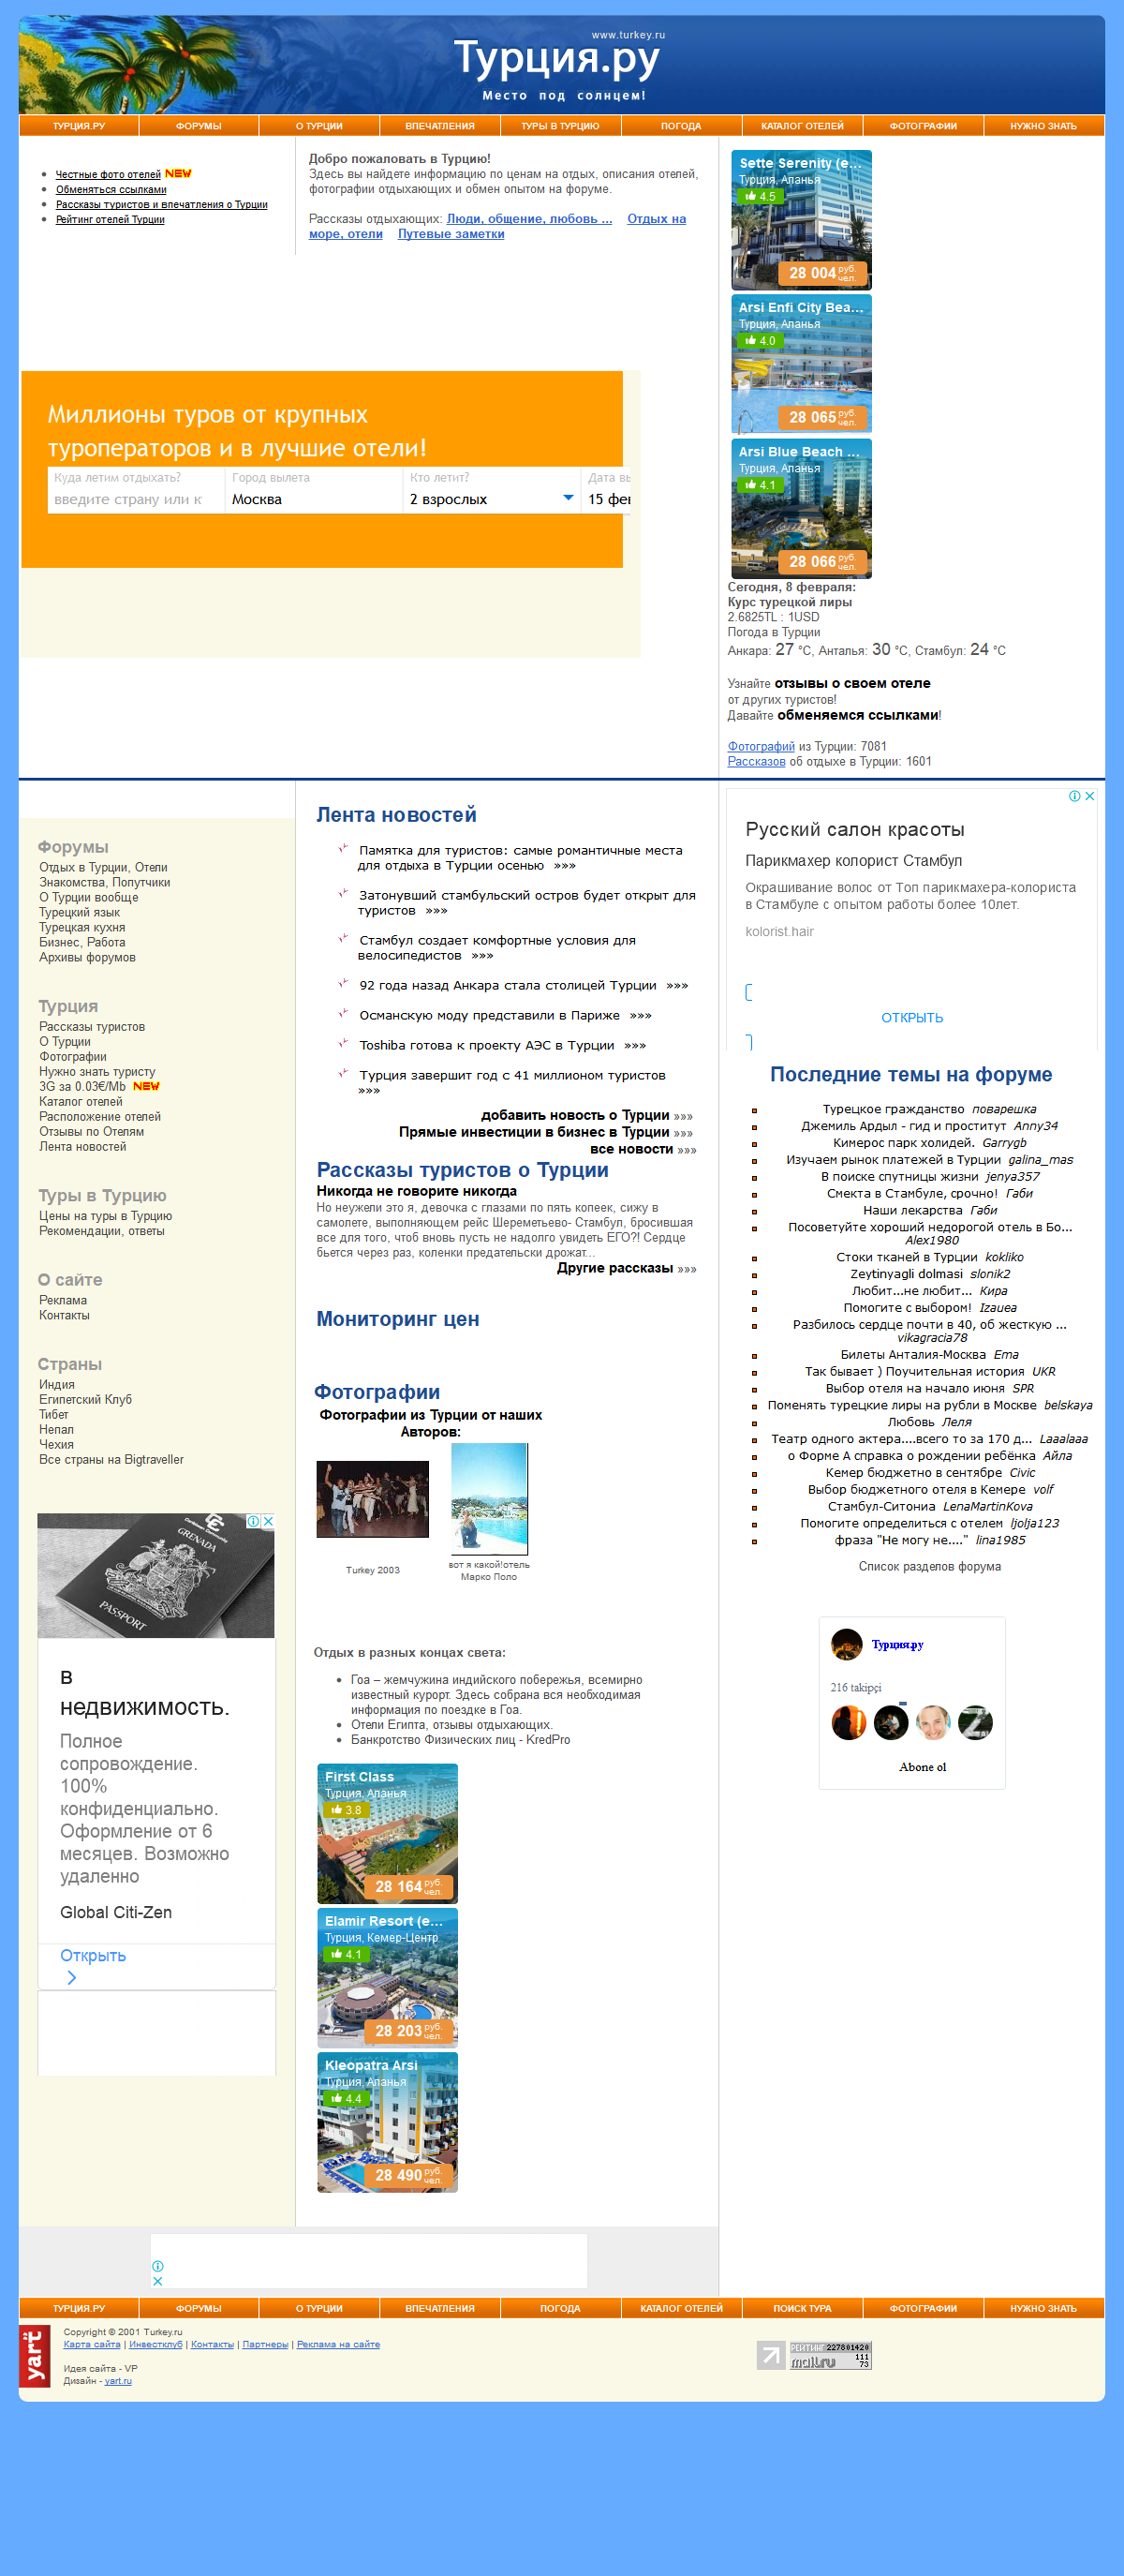 www.turkey.ru
Турция.ру
Место под солнцем!
ТУРЦИЯ.РУ ФОРУМЫ О ТУРЦИИ ВПЕЧАТЛЕНИЯ ТУРЫ В ТУРЦИЮ ПОГОДА КАТАЛОГ ОТЕЛЕЙ ФОТОГРАФИИ НУЖНО ЗНАТЬ
Честные фото отелей NEW
Обменяться ссылками
Рассказы туристов и впечатления о Турции
Рейтинг отелей Турции
Добро пожаловать в Турцию!
Здесь вы найдете информацию по ценам на отдых, описания отелей,
фотографии отдыхающих и обмен опытом на форуме.
Рассказы отдыхающих: Люди, общение, любовь ... Отдых на
море, отели Путевые заметки
Sette Serenity (e...
Турция, Аланья
4.5
28 004 руб. чел.
Arsi Enfi City Bea...
Турция, Аланья
4.0
28 065 руб. чел.
Arsi Blue Beach ...
Турция, Аланья
4.1
28 066 руб. чел.
Миллионы туров от крупных
туроператоров и в лучшие отели!
Куда летим отдыхать? Город вылета Кто летит? Дата вы
введите страну или к Москва 2 взрослых 15 фев
Сегодня, 8 февраля:
Курс турецкой лиры
2.6825TL : 1USD
Погода в Турции
Анкара: 27 °C, Анталья: 30 °C, Стамбул: 24 °C
Узнайте отзывы о своем отеле
от других туристов!
Давайте обменяемся ссылками!
Фотографий из Турции: 7081
Рассказов об отдыхе в Турции: 1601
Форумы
Отдых в Турции, Отели
Знакомства, Попутчики
О Турции вообще
Турецкий язык
Турецкая кухня
Бизнес, Работа
Архивы форумов
Турция
Рассказы туристов
О Турции
Фотографии
Нужно знать туристу
3G за 0.03€/Mb NEW
Каталог отелей
Расположение отелей
Отзывы по Отелям
Лента новостей
Туры в Турцию
Цены на туры в Турцию
Рекомендации, ответы
О сайте
Реклама
Контакты
Страны
Индия
Египетский Клуб
Тибет
Непал
Чехия
Все страны на Bigtraveller
GRENADA
PASSPORT
в
недвижимость.
Полное
сопровождение.
100%
конфиденциально.
Оформление от 6
месяцев. Возможно
удаленно
Global Citi-Zen
Открыть
Лента новостей
Памятка для туристов: самые романтичные места
для отдыха в Турции осенью »»»
Затонувший стамбульский остров будет открыт для
туристов »»»
Стамбул создает комфортные условия для
велосипедистов »»»
92 года назад Анкара стала столицей Турции »»»
Османскую моду представили в Париже »»»
Toshiba готова к проекту АЭС в Турции »»»
Турция завершит год с 41 миллионом туристов
»»»
добавить новость о Турции »»»
Прямые инвестиции в бизнес в Турции »»»
все новости »»»
Рассказы туристов о Турции
Никогда не говорите никогда
Но неужели это я, девочка с глазами по пять копеек, сижу в
самолете, выполняющем рейс Шереметьево- Стамбул, бросившая
все для того, чтоб вновь пусть не надолго увидеть ЕГО?! Сердце
бьется через раз, коленки предательски дрожат...
Другие рассказы »»»
Мониторинг цен
Фотографии
Фотографии из Турции от наших
Авторов:
Turkey 2003
вот я какой!отель
Марко Поло
Отдых в разных концах света:
Гоа – жемчужина индийского побережья, всемирно
известный курорт. Здесь собрана вся необходимая
информация по поездке в Гоа.
Отели Египта, отзывы отдыхающих.
Банкротство Физических лиц - KredPro
First Class
Турция, Аланья
3.8
28 164 руб. чел.
Elamir Resort (e...
Турция, Кемер-Центр
4.1
28 203 руб. чел.
Kleopatra Arsi
Турция, Аланья
4.4
28 490 руб. чел.
Русский салон красоты
Парикмахер колорист Стамбул
Окрашивание волос от Топ парикмахера-колориста
в Стамбуле с опытом работы более 10лет.
kolorist.hair
ОТКРЫТЬ
Последние темы на форуме
Турецкое гражданство поварешка
Джемиль Ардыл - гид и проститут Anny34
Кимерос парк холидей. Garrygb
Изучаем рынок платежей в Турции galina_mas
В поиске спутницы жизни jenya357
Смекта в Стамбуле, срочно! Габи
Наши лекарства Габи
Посоветуйте хороший недорогой отель в Бо...
Alex1980
Стоки тканей в Турции kokliko
Zeytinyagli dolmasi slonik2
Любит...не любит... Кира
Помогите с выбором! Izauea
Разбилось сердце почти в 40, об жесткую ...
vikagracia78
Билеты Анталия-Москва Ema
Так бывает ) Поучительная история UKR
Выбор отеля на начало июня SPR
Поменять турецкие лиры на рубли в Москве belskaya
Любовь Леля
Театр одного актера....всего то за 170 д... Laaalaaa
о Форме А справка о рождении ребёнка Айла
Кемер бюджетно в сентябре Civic
Выбор бюджетного отеля в Кемере volf
Стамбул-Ситониа LenaMartinKova
Помогите определиться с отелем ljolja123
фраза "Не могу не...." lina1985
Список разделов форума
Турция.ру
216 takipçi
Abone ol
ТУРЦИЯ.РУ ФОРУМЫ О ТУРЦИИ ВПЕЧАТЛЕНИЯ ПОГОДА КАТАЛОГ ОТЕЛЕЙ ПОИСК ТУРА ФОТОГРАФИИ НУЖНО ЗНАТЬ
yart
Copyright © 2001 Turkey.ru
Карта сайта | Инвестклуб | Контакты | Партнеры | Реклама на сайте
Идея сайта - VP
Дизайн - yart.ru
РЕЙТИНГ 227801420
mail.ru 111
73